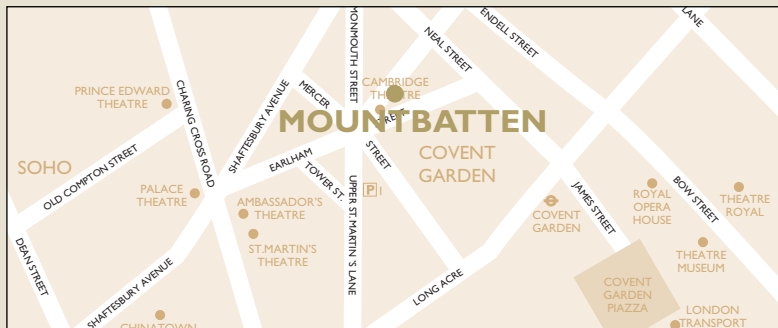 MONMOUTH STREET
ENDELL STREET
LANE
NEAL STREET
PRINCE EDWARD
THEATRE
CHARING CROSS ROAD
SHAFTESBURY AVENUE
MERCER
STREET
CAMBRIDGE
THEATRE
MOUNTBATTEN
EARLHAM
STREET
SOHO
OLD COMPTON STREET
TOWER ST.
COVENT
GARDEN
PALACE
THEATRE
AMBASSADOR'S
THEATRE
ST.MARTIN'S
THEATRE
UPPER ST. MARTIN 'S LANE
P 1
JAMES STREET
BOW STREET
COVENT
GARDEN
ROYAL
OPERA
HOUSE
THEATRE
ROYAL
DEAN STREET
SHAFTESBURY AVENUE
LONG ACRE
THEATRE
MUSEUM
COVENT
GARDEN
PIAZZA
CHINATOWN
LONDON
TRANSPORT